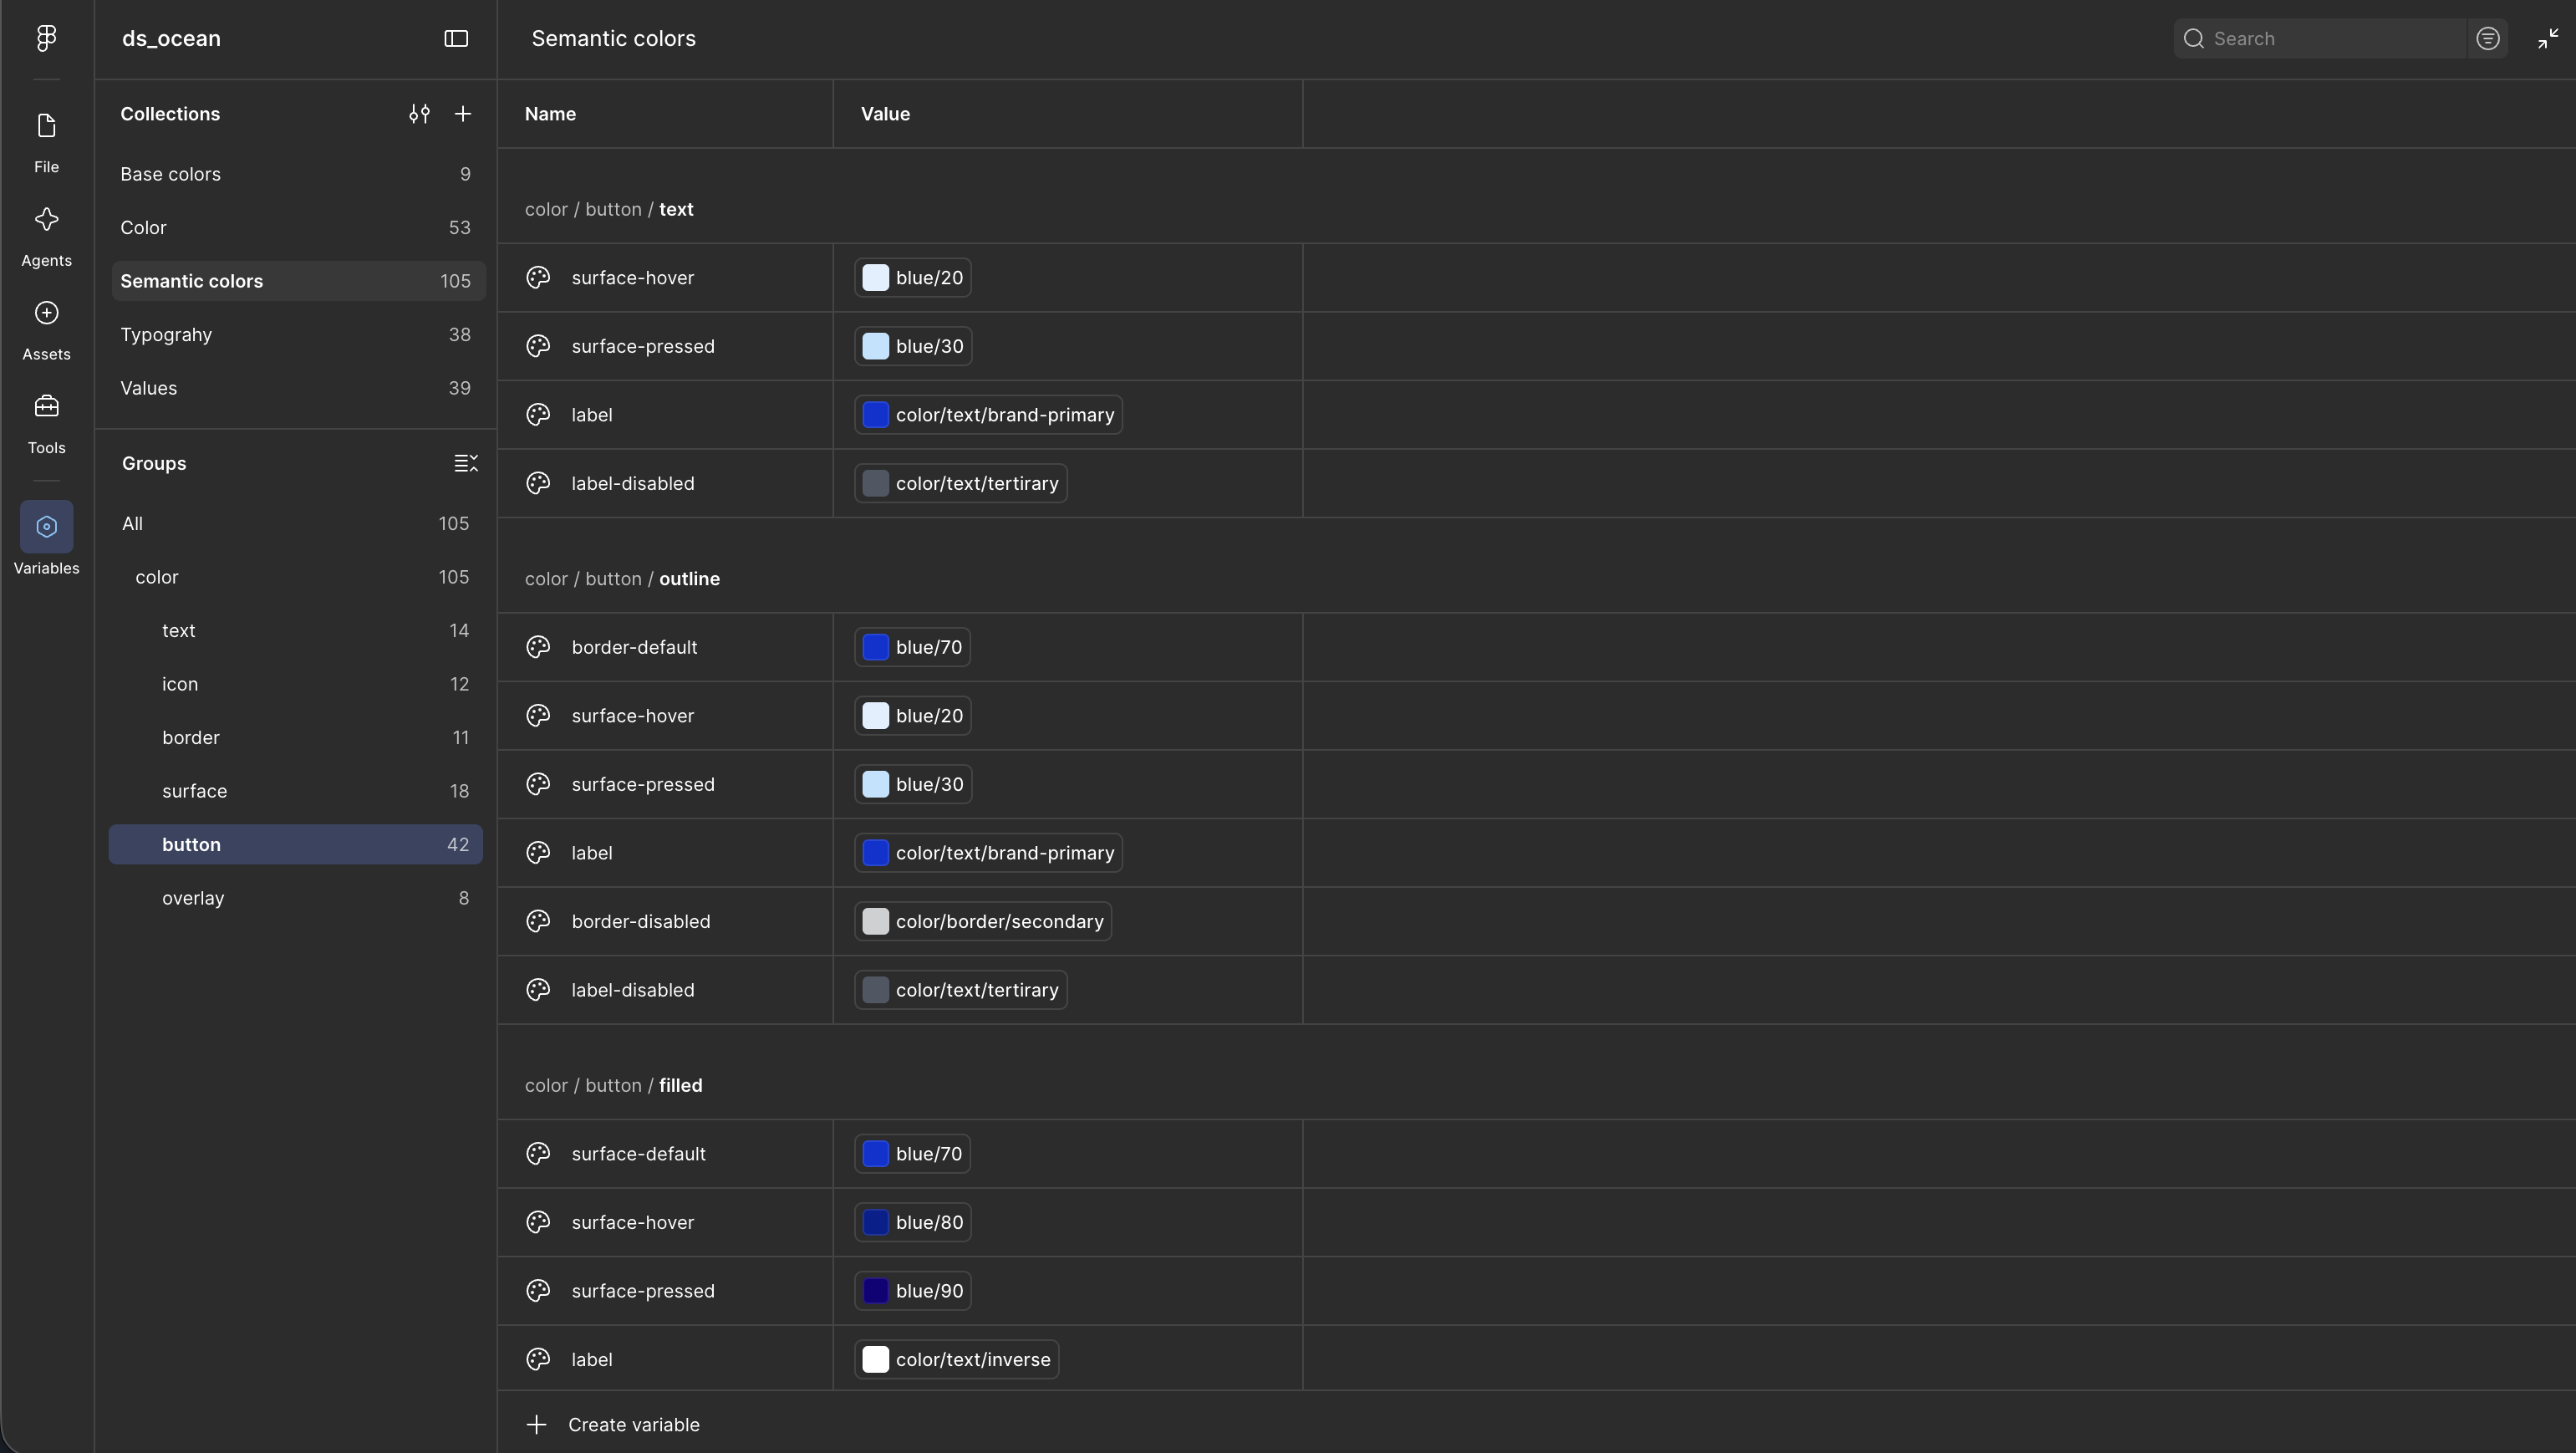 ds_ocean
Semantic colors
Search
File
Agents
Assets
Tools
Variables
Collections
Base colors 9
Color 53
Semantic colors 105
Typograhy 38
Values 39
Groups
All 105
color 105
text 14
icon 12
border 11
surface 18
button 42
overlay 8
Name Value
color / button / text
surface-hover blue/20
surface-pressed blue/30
label color/text/brand-primary
label-disabled color/text/tertirary
color / button / outline
border-default blue/70
surface-hover blue/20
surface-pressed blue/30
label color/text/brand-primary
border-disabled color/border/secondary
label-disabled color/text/tertirary
color / button / filled
surface-default blue/70
surface-hover blue/80
surface-pressed blue/90
label color/text/inverse
Create variable